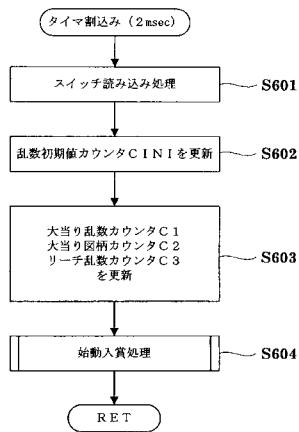 タイマ割込み(2msec)
スイッチ読み込み処理
S601
乱数初期値カウンタCINIを更新
S602
大当り乱数カウンタC1
大当り図柄カウンタC2
リーチ乱数カウンタC3
を更新
S603
始動入賞処理
S604
RET